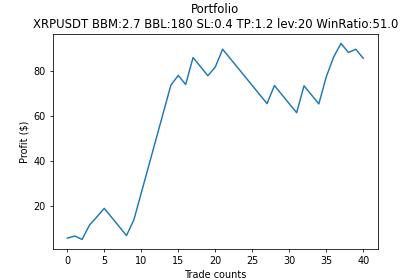 Portfolio
XRPUSDT BBM:2.7 BBL:180 SL:0.4 TP:1.2 lev:20 WinRatio:51.0
80
60
40
20
Profit ($)
0 5 10 15 20 25 30 35 40
Trade counts